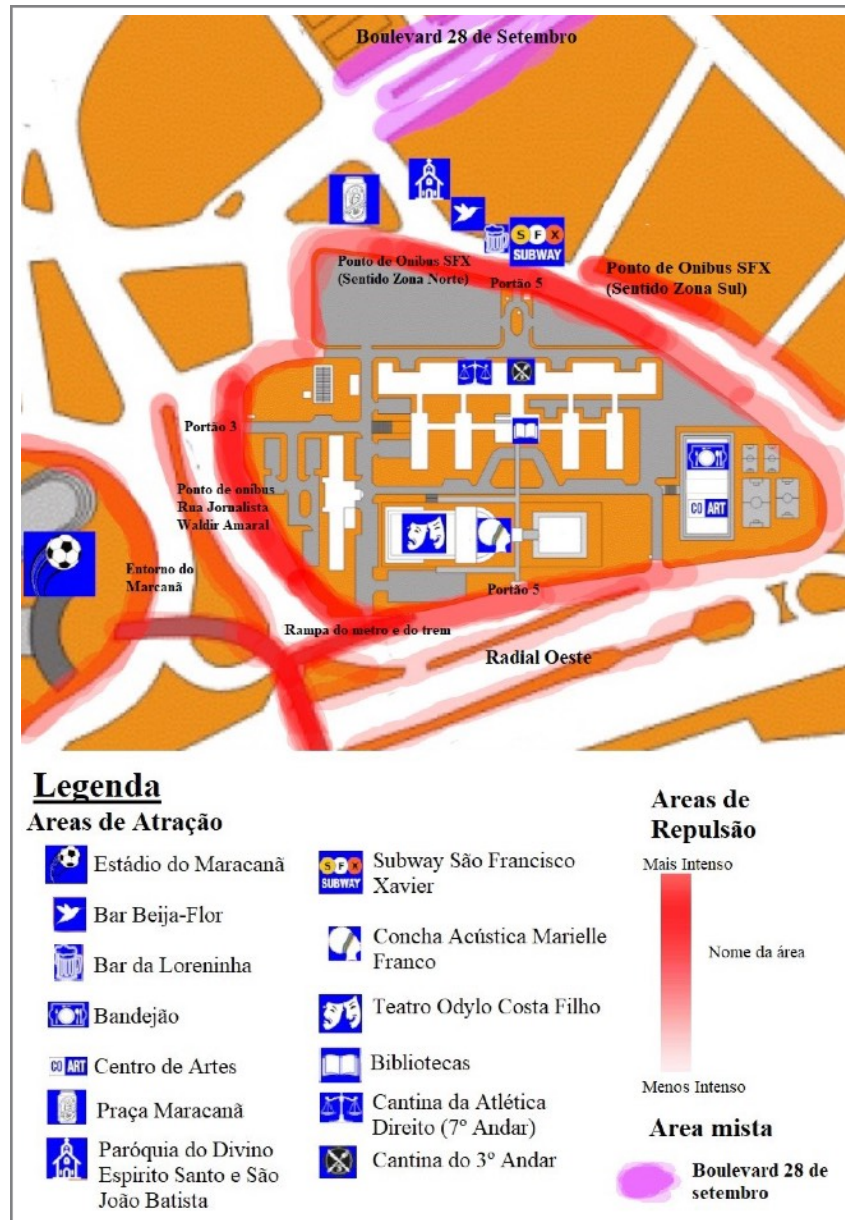 Boulevard 28 de Setembro
S F X
SUBWAY
Ponto de Onibus SFX
(Sentido Zona Norte)
Portão 5
Ponto de Onibus SFX
(Sentido Zona Sul)
Portão 3
Ponto de onibus
Rua Jornalista
Waldir Amaral
CO ART
Entorno do
Marcanã
Portão 5
Rampa do metro e do trem
Radial Oeste
Legenda
Areas de Atração
Estádio do Maracanã
Bar Beija-Flor
Bar da Loreninha
Bandejão
CO ART
Centro de Artes
Praça Maracanã
Paróquia do Divino
Espirito Santo e São
João Batista
S F X
SUBWAY
Subway São Francisco
Xavier
Concha Acústica Marielle
Franco
Teatro Odylo Costa Filho
Bibliotecas
Cantina da Atlética
Direito (7º Andar)
Cantina do 3º Andar
Areas de
Repulsão
Mais Intenso
Nome da área
Menos Intenso
Area mista
Boulevard 28 de
setembro